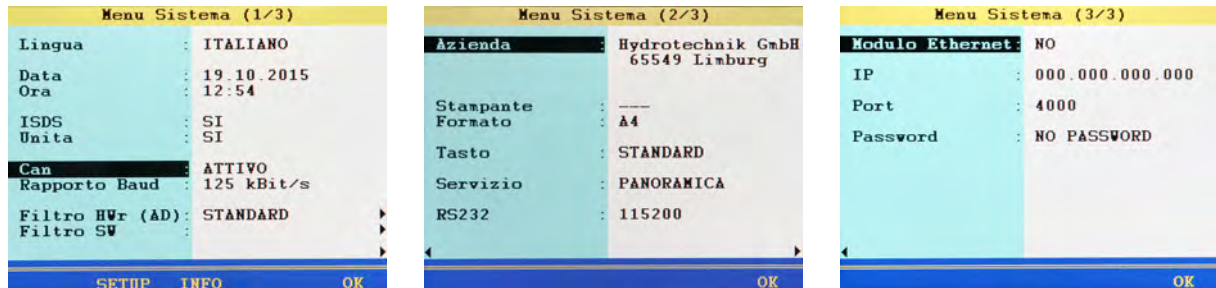 Menu Sistema (1/3)
Lingua : ITALIANO
Data : 19.10.2015
Ora : 12:54
ISDS : SI
Unita : SI
Can : ATTIVO
Rapporto Baud : 125 kBit/s
Filtro HWr (AD): STANDARD
Filtro SW :
SETUP INFO OK
Menu Sistema (2/3)
Azienda : Hydrotechnik GmbH
65549 Limburg
Stampante : ---
Formato : A4
Tasto : STANDARD
Servizio : PANORAMICA
RS232 : 115200
OK
Menu Sistema (3/3)
Modulo Ethernet: NO
IP : 000.000.000.000
Port : 4000
Password : NO PASSWORD
OK